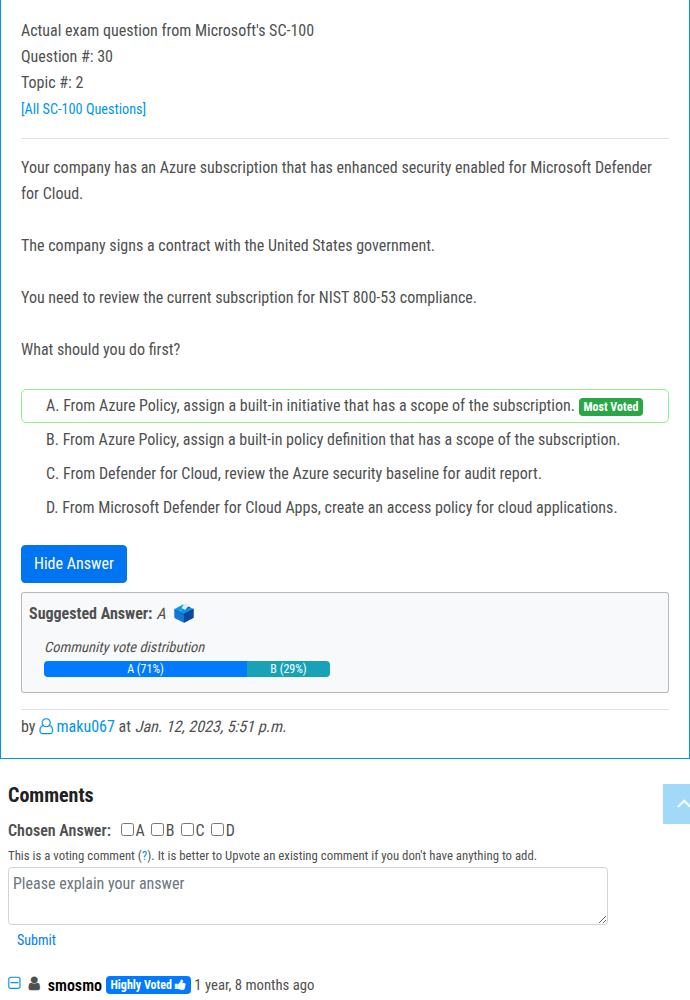 Actual exam question from Microsoft's SC-100
Question #: 30
Topic #: 2
[All SC-100 Questions]
Your company has an Azure subscription that has enhanced security enabled for Microsoft Defender
for Cloud.
The company signs a contract with the United States government.
You need to review the current subscription for NIST 800-53 compliance.
What should you do first?
A. From Azure Policy, assign a built-in initiative that has a scope of the subscription. Most Voted
B. From Azure Policy, assign a built-in policy definition that has a scope of the subscription.
C. From Defender for Cloud, review the Azure security baseline for audit report.
D. From Microsoft Defender for Cloud Apps, create an access policy for cloud applications.
Hide Answer
Suggested Answer: A
Community vote distribution
A (71%) B (29%)
by maku067 at Jan. 12, 2023, 5:51 p.m.
Comments
Chosen Answer: A B C D
This is a voting comment (?). It is better to Upvote an existing comment if you don't have anything to add.
Please explain your answer
Submit
smosmo Highly Voted 1 year, 8 months ago